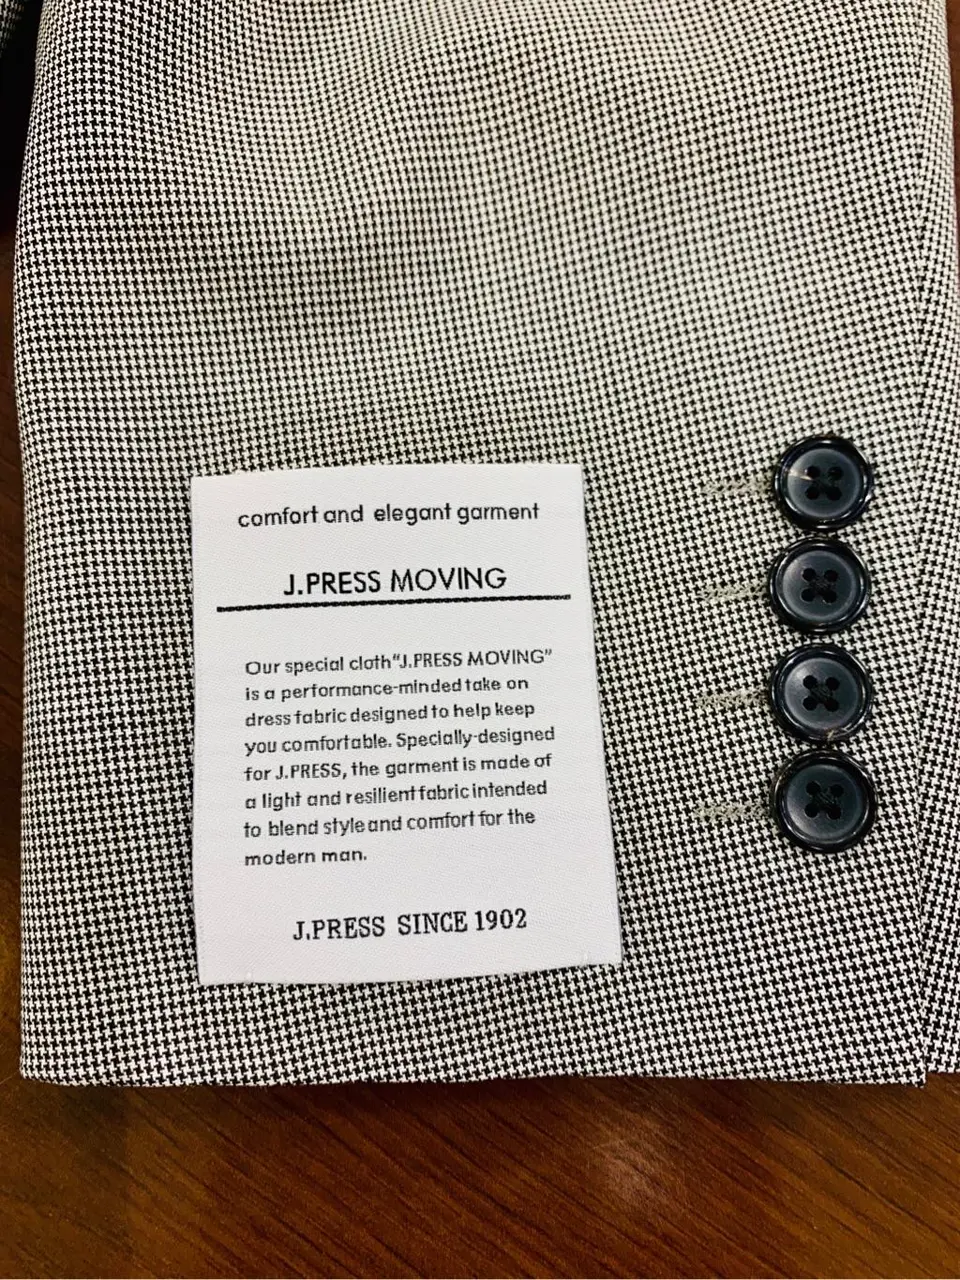 comfort and elegant garment
J.PRESS MOVING
Our special cloth"J.PRESS MOVING"
is a performance-minded take on
dress fabric designed to help keep
you comfortable. Specially-designed
for J.PRESS, the garment is made of
a light and resilient fabric intended
to blend style and comfort for the
modern man.
J.PRESS SINCE 1902